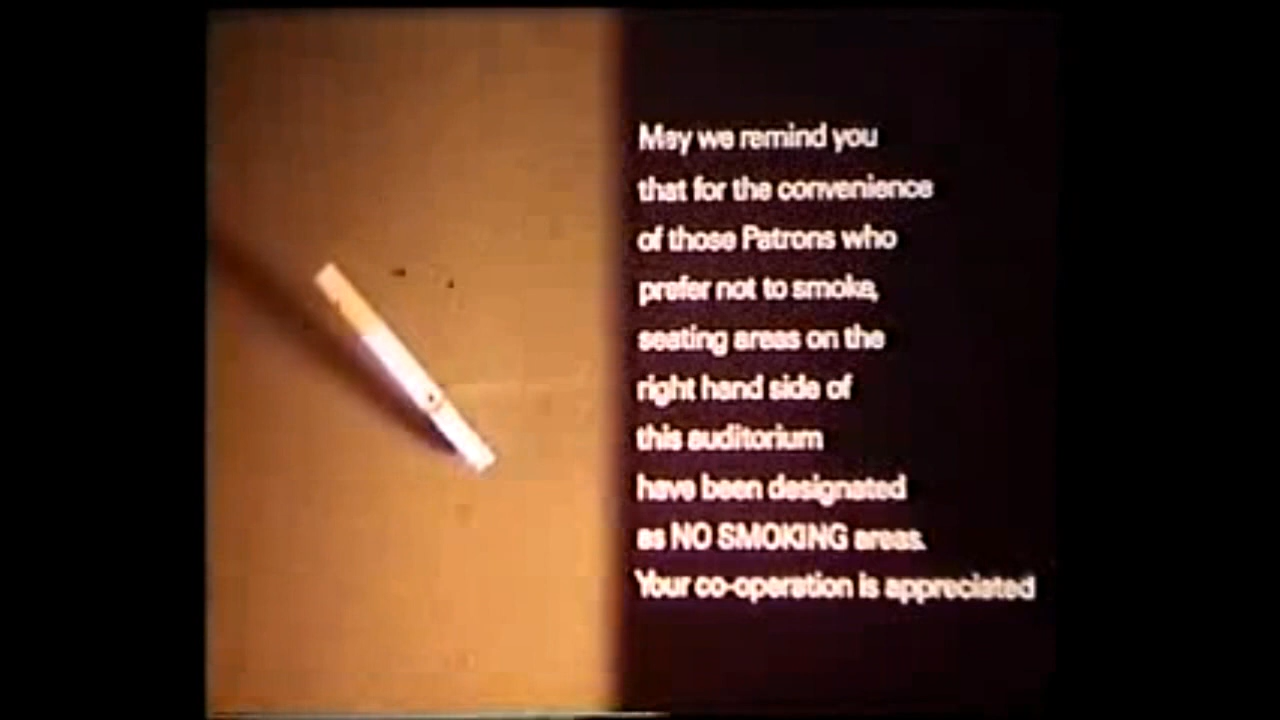 May we remind you
that for the convenience
of those Patrons who
prefer not to smoke,
seating areas on the
right hand side of
this auditorium
have been designated
as NO SMOKING areas.
Your co-operation is appreciated